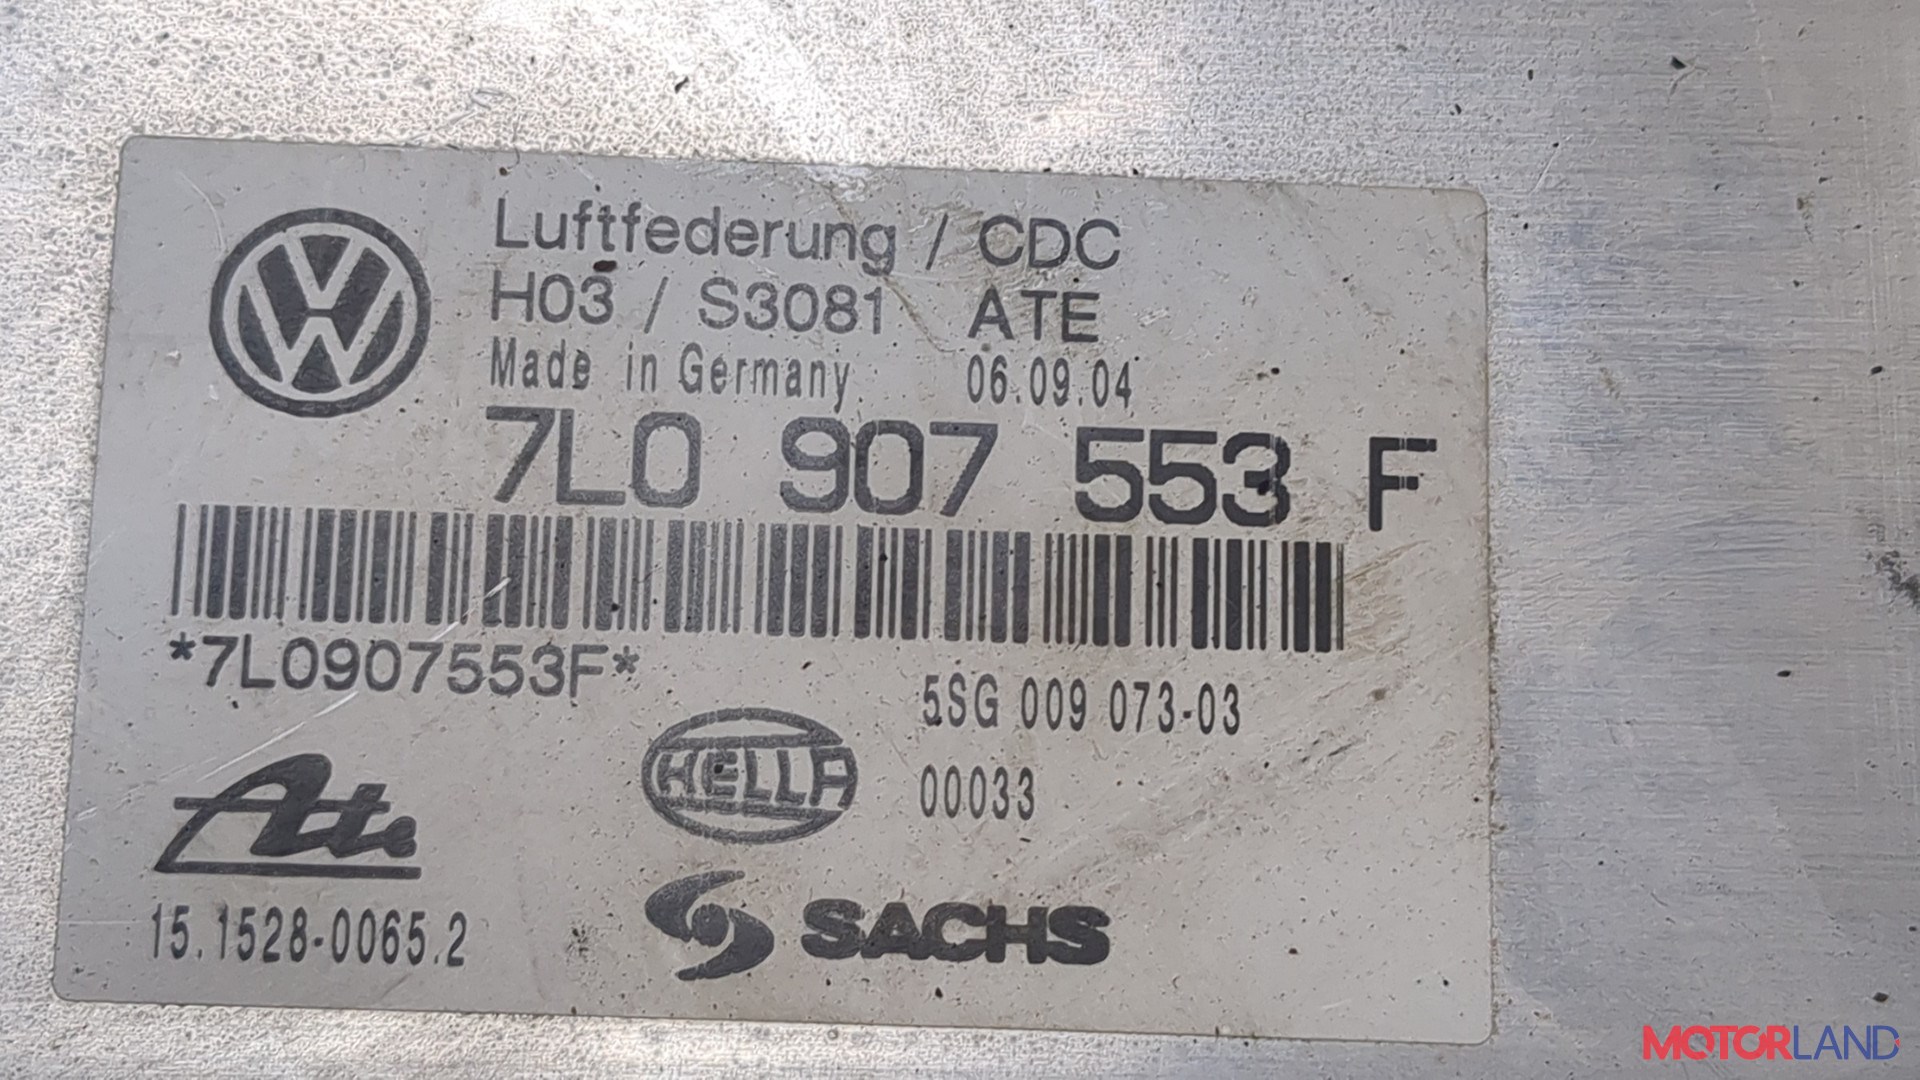 Luftfederung / CDC
H03 / S3081 ATE
Made in Germany 06.09.04
7L0 907 553 F
*7L0907553F*
5SG 009 073-03
HELLA 00033
Ate
15.1528-0065.2
SACHS
MOTORLAND